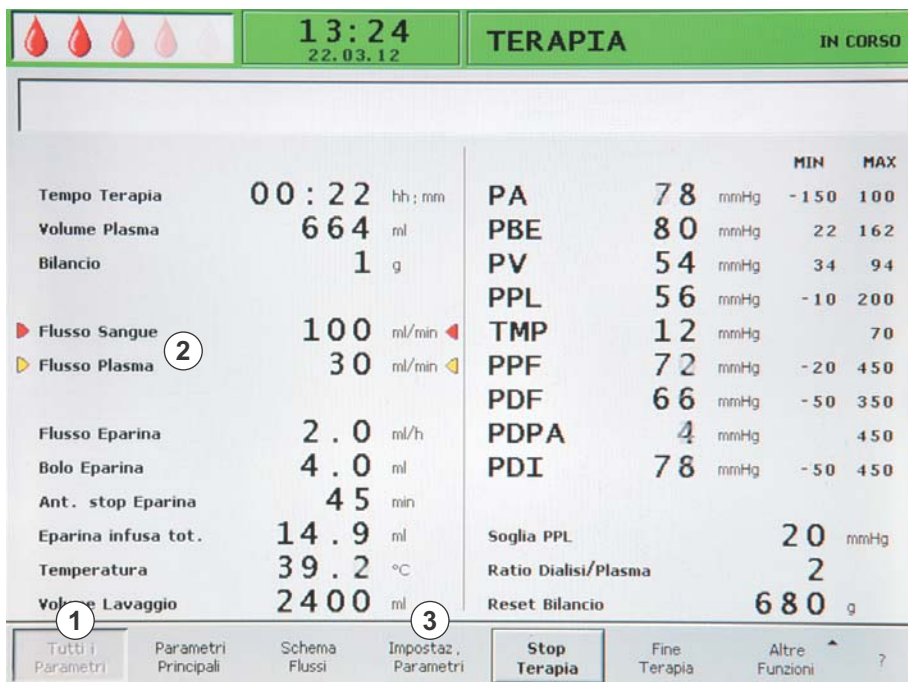 13:24
22.03.12
TERAPIA
IN CORSO
MIN MAX
Tempo Terapia 00:22 hh:mm
Volume Plasma 664 ml
Bilancio 1 g
Flusso Sangue 100 ml/min
2
Flusso Plasma 30 ml/min
Flusso Eparina 2.0 ml/h
Bolo Eparina 4.0 ml
Ant. stop Eparina 45 min
Eparina infusa tot. 14.9 ml
Temperatura 39.2 °C
Volume Lavaggio 2400 ml
PA 78 mmHg -150 100
PBE 80 mmHg 22 162
PV 54 mmHg 34 94
PPL 56 mmHg -10 200
TMP 12 mmHg 70
PPF 72 mmHg -20 450
PDF 66 mmHg -50 350
PDPA 4 mmHg 450
PDI 78 mmHg -50 450
Soglia PPL 20 mmHg
Ratio Dialisi/Plasma 2
Reset Bilancio 680 g
1
3
Tutti i
Parametri
Parametri
Principali
Schema
Flussi
Impostaz.
Parametri
Stop
Terapia
Fine
Terapia
Altre
Funzioni
?